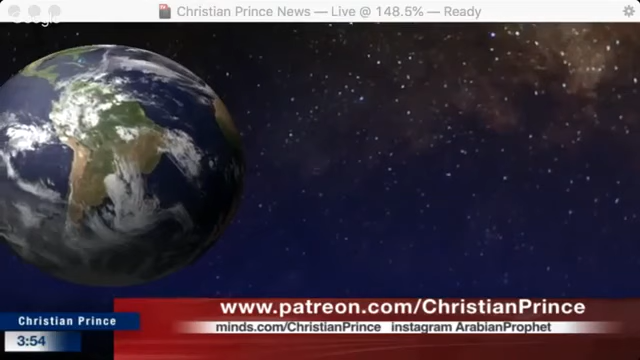 Christian Prince News — Live @ 148.5% — Ready
Google
www.patreon.com/ChristianPrince
minds.com/ChristianPrince instagram ArabianProphet
Christian Prince
3:54